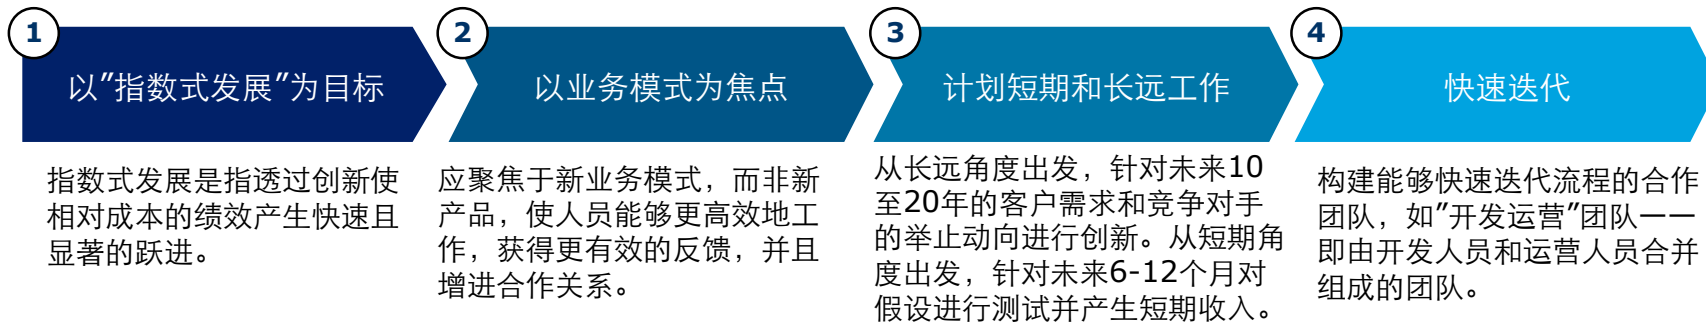 1
以"指数式发展"为目标
指数式发展是指透过创新使
相对成本的绩效产生快速且
显著的跃进。
2
以业务模式为焦点
应聚焦于新业务模式，而非新
产品，使人员能够更高效地工
作，获得更有效的反馈，并且
增进合作关系。
3
计划短期和长远工作
从长远角度出发，针对未来10
至20年的客户需求和竞争对手
的举止动向进行创新。从短期角
度出发，针对未来6-12个月对
假设进行测试并产生短期收入。
4
快速迭代
构建能够快速迭代流程的合作
团队，如"开发运营"团队——
即由开发人员和运营人员合并
组成的团队。